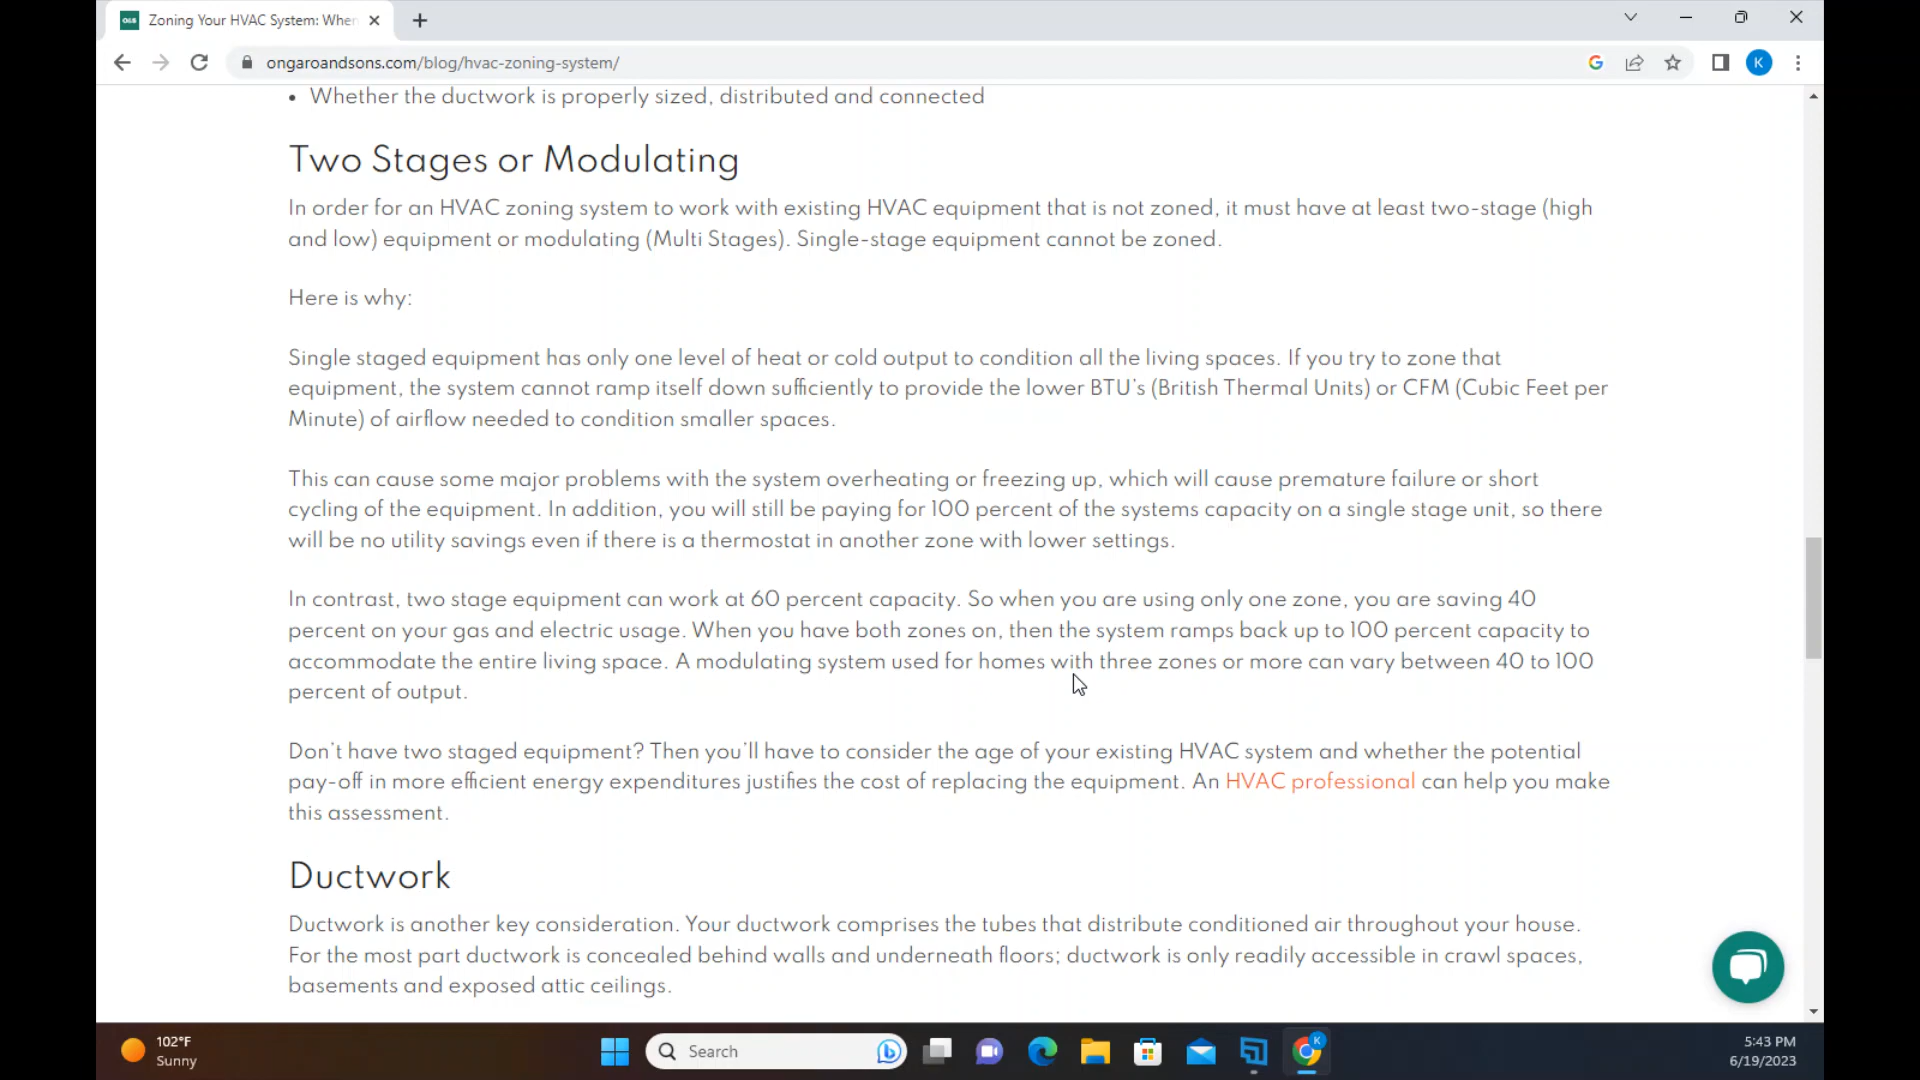 Zoning Your HVAC System: When
ongaroandsons.com/blog/hvac-zoning-system/
K
• Whether the ductwork is properly sized, distributed and connected
Two Stages or Modulating
In order for an HVAC zoning system to work with existing HVAC equipment that is not zoned, it must have at least two-stage (high
and low) equipment or modulating (Multi Stages). Single-stage equipment cannot be zoned.
Here is why:
Single staged equipment has only one level of heat or cold output to condition all the living spaces. If you try to zone that
equipment, the system cannot ramp itself down sufficiently to provide the lower BTU's (British Thermal Units) or CFM (Cubic Feet per
Minute) of airflow needed to condition smaller spaces.
This can cause some major problems with the system overheating or freezing up, which will cause premature failure or short
cycling of the equipment. In addition, you will still be paying for 100 percent of the systems capacity on a single stage unit, so there
will be no utility savings even if there is a thermostat in another zone with lower settings.
In contrast, two stage equipment can work at 60 percent capacity. So when you are using only one zone, you are saving 40
percent on your gas and electric usage. When you have both zones on, then the system ramps back up to 100 percent capacity to
accommodate the entire living space. A modulating system used for homes with three zones or more can vary between 40 to 100
percent of output.
Don't have two staged equipment? Then you'll have to consider the age of your existing HVAC system and whether the potential
pay-off in more efficient energy expenditures justifies the cost of replacing the equipment. An HVAC professional can help you make
this assessment.
Ductwork
Ductwork is another key consideration. Your ductwork comprises the tubes that distribute conditioned air throughout your house.
For the most part ductwork is concealed behind walls and underneath floors; ductwork is only readily accessible in crawl spaces,
basements and exposed attic ceilings.
102°F
Sunny
Search
K
5:43 PM
6/19/2023